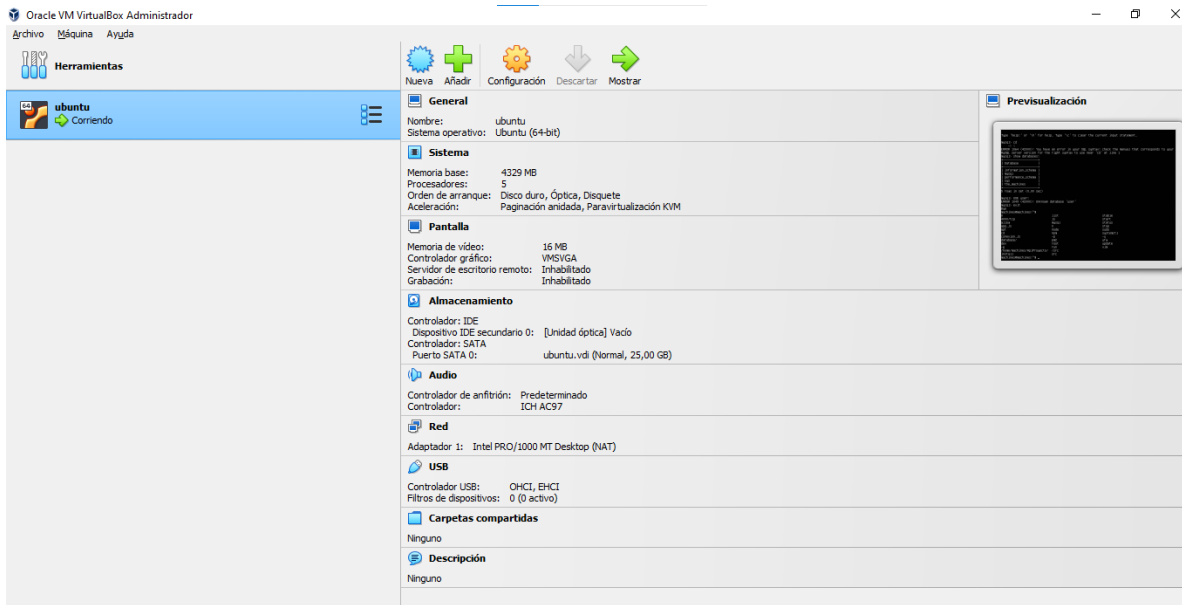 Oracle VM VirtualBox Administrador
Archivo Máquina Ayuda
Herramientas
Nueva Añadir Configuración Descartar Mostrar
64 ubuntu
Corriendo
General
Nombre: ubuntu
Sistema operativo: Ubuntu (64-bit)
Previsualización
Sistema
Memoria base: 4329 MB
Procesadores: 5
Orden de arranque: Disco duro, Óptica, Disquete
Aceleración: Paginación anidada, Paravirtualización KVM
Pantalla
Memoria de vídeo: 16 MB
Controlador gráfico: VMSVGA
Servidor de escritorio remoto: Inhabilitado
Grabación: Inhabilitado
Almacenamiento
Controlador: IDE
Dispositivo IDE secundario 0: [Unidad óptica] Vacío
Controlador: SATA
Puerto SATA 0: ubuntu.vdi (Normal, 25,00 GB)
Audio
Controlador de anfitrión: Predeterminado
Controlador: ICH AC97
Red
Adaptador 1: Intel PRO/1000 MT Desktop (NAT)
USB
Controlador USB: OHCI, EHCI
Filtros de dispositivos: 0 (0 activo)
Carpetas compartidas
Ninguno
Descripción
Ninguno